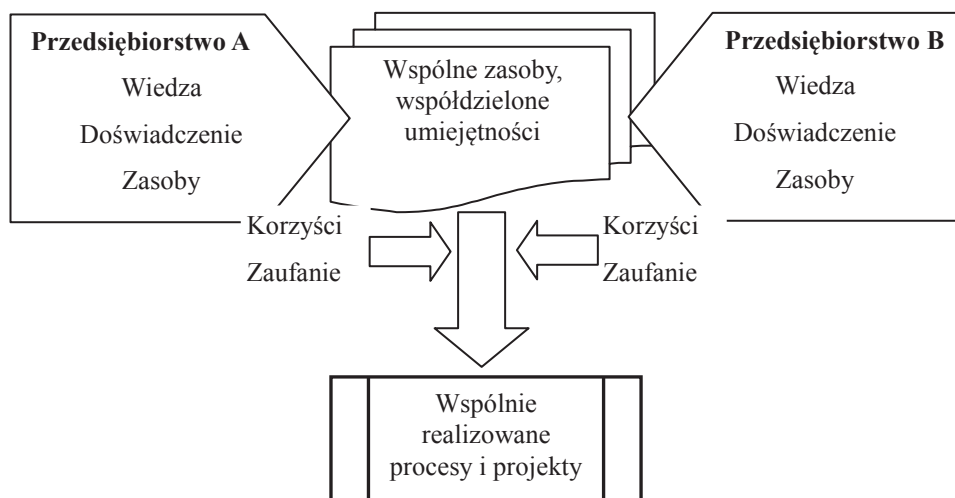 Przedsiębiorstwo A
Wiedza
Doświadczenie
Zasoby
Wspólne zasoby,
współdzielone
umiejętności
Przedsiębiorstwo B
Wiedza
Doświadczenie
Zasoby
Korzyści
Zaufanie
Korzyści
Zaufanie
Wspólnie
realizowane
procesy i projekty